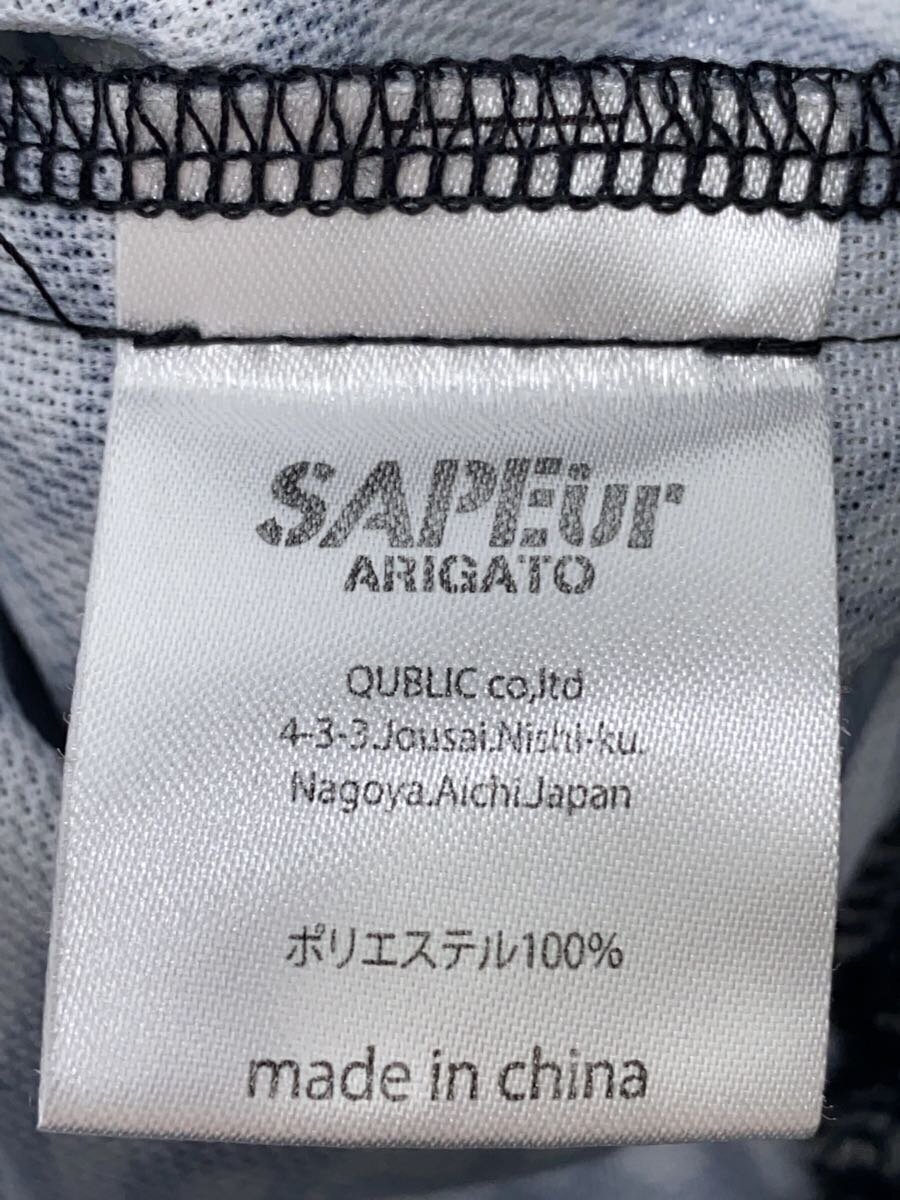 SAPEur
ARIGATO
QUBLIC co,ltd
4-3-3.Jousai.Nishi-ku.
Nagoya.Aichi.Japan
ポリエステル100%
made in china